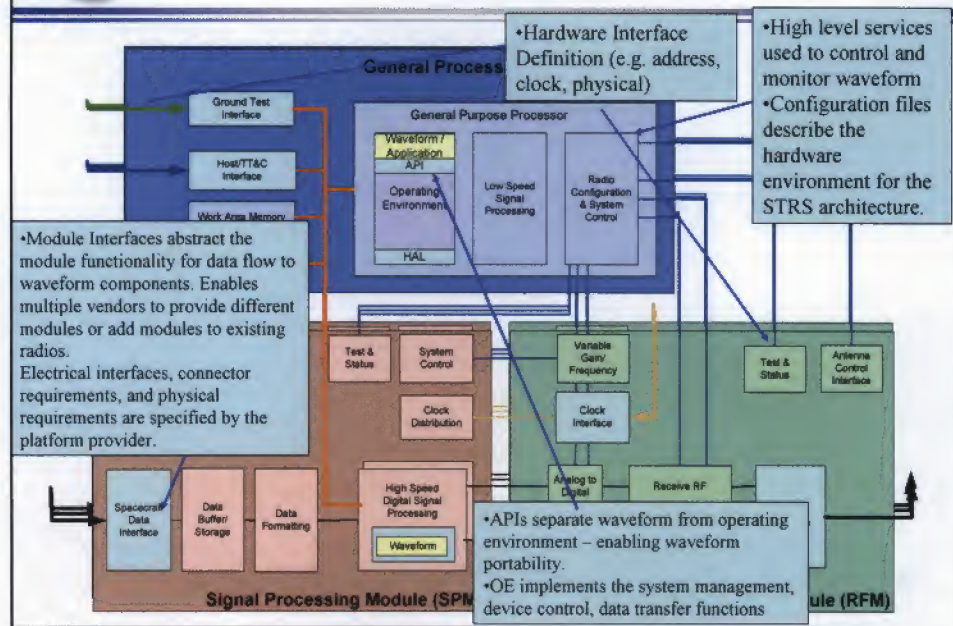 General Process
•Hardware Interface
Definition (e.g. address,
clock, physical)
•High level services
used to control and
monitor waveform
•Configuration files
describe the
hardware
environment for the
STRS architecture.
Ground Test
Interface
Host/TT&C
Interface
Work Area Memory
General Purpose Processor
Waveform /
Application
API
Operating
Environment
HAL
Low Speed
Signal
Processing
Radio
Configuration
& System
Control
•Module Interfaces abstract the
module functionality for data flow to
waveform components. Enables
multiple vendors to provide different
modules or add modules to existing
radios.
Electrical interfaces, connector
requirements, and physical
requirements are specified by the
platform provider.
Test &
Status
System
Control
Clock
Distribution
Variable
Gain/
Frequency
Clock
Interface
Test &
Status
Antenna
Control
Interface
Spacecraft
Data
Interface
Data
Buffer/
Storage
Data
Formatting
High Speed
Digital Signal
Processing
Waveform
Analog to
Digital
Receive RF
•APIs separate waveform from operating
environment – enabling waveform
portability.
•OE implements the system management,
device control, data transfer functions
Signal Processing Module (SPM
ule (RFM)